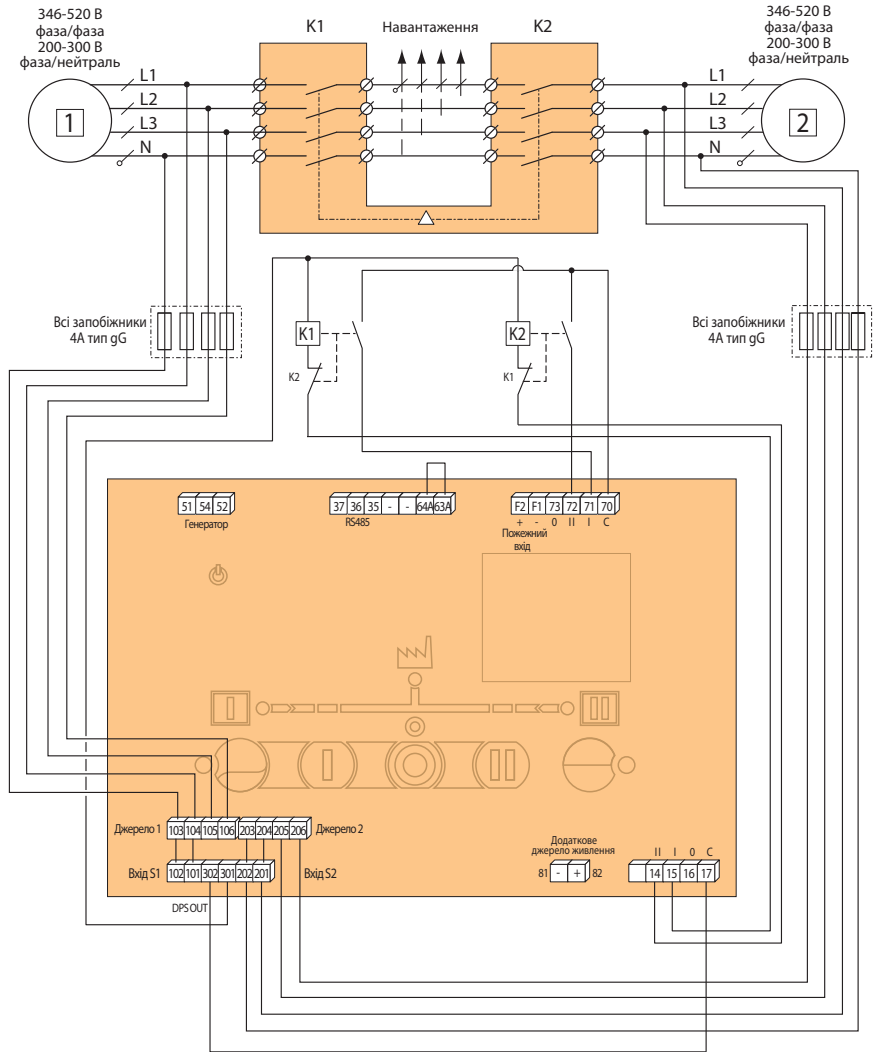 346-520 В
фаза/фаза
200-300 В
фаза/нейтраль
K1
Навантаження
K2
346-520 В
фаза/фаза
200-300 В
фаза/нейтраль
L1
L2
L3
N
1
L1
L2
L3
N
2
Всі запобіжники
4А тип gG
K1
K2
K2
K1
Всі запобіжники
4А тип gG
51 54 52
Генератор
37 36 35 - - 64A 63A
RS485
F2 F1 73 72 71 70
+ - 0 II I C
Пожежний
вхід
I
II
I
II
Джерело 1 103 104 105 106 203 204 205 206 Джерело 2
Вхід S1 102 101 302 301 202 201 Вхід S2
DPS OUT
Додаткове
джерело живлення
81 - + 82
II I 0 C
14 15 16 17